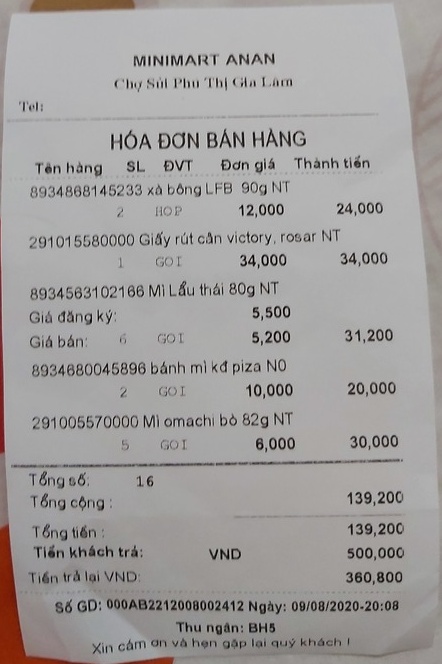 MINIMART ANAN
Chợ Sủi Phú Thị Gia Lâm
Tel:
HÓA ĐƠN BÁN HÀNG
Tên hàng SL ĐVT Đơn giá Thành tiền
8934868145233 xà bông LFB 90g NT
2 HOP 12,000 24,000
291015580000 Giấy rút cân victory, rosar NT
1 GOI 34,000 34,000
8934563102166 Mì Lẩu thái 80g NT
Giá đăng ký: 5,500
Giá bán: 6 GOI 5,200 31,200
8934680045896 bánh mì kđ piza N0
2 GOI 10,000 20,000
291005570000 Mì omachi bò 82g NT
5 GOI 6,000 30,000
Tổng số: 16
Tổng cộng : 139,200
Tổng tiền : 139,200
Tiền khách trả: VND 500,000
Tiền trả lại VND: 360,800
Số GD: 000AB2212008002412 Ngày: 09/08/2020-20:08
Thu ngân: BH5
Xin cảm ơn và hẹn gặp lại quý khách !